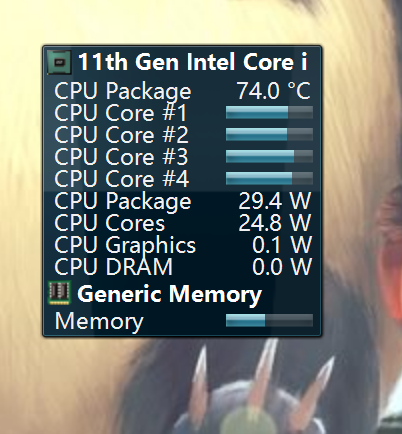 11th Gen Intel Core i
CPU Package 74.0 °C
CPU Core #1
CPU Core #2
CPU Core #3
CPU Core #4
CPU Package 29.4 W
CPU Cores 24.8 W
CPU Graphics 0.1 W
CPU DRAM 0.0 W
Generic Memory
Memory